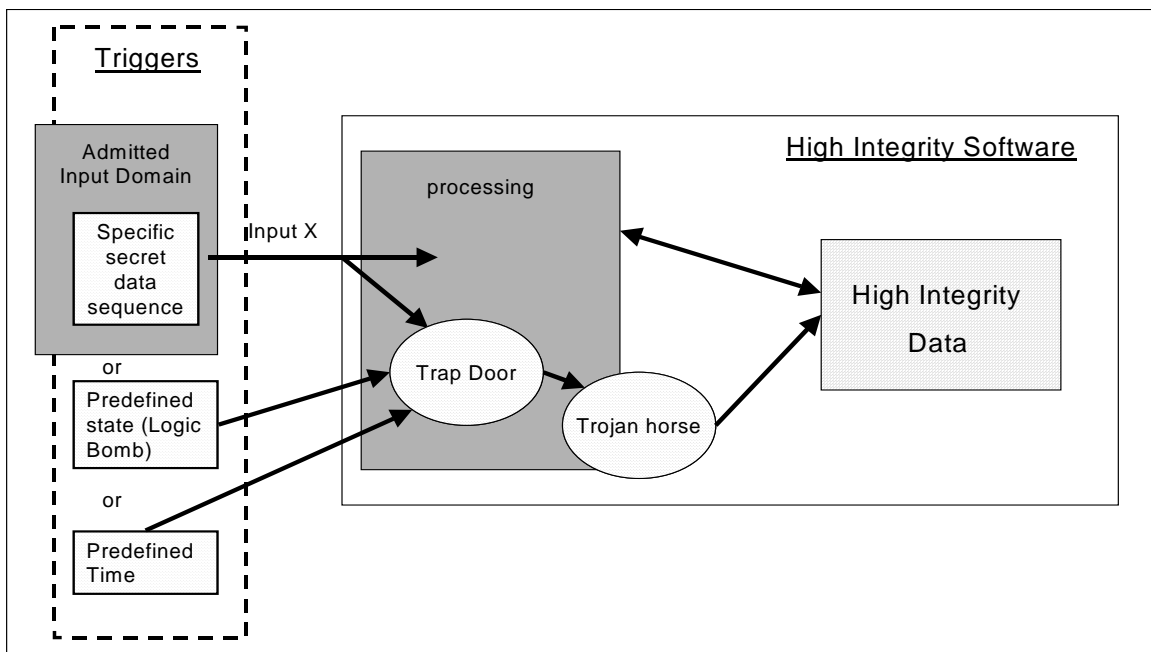 Triggers
Admitted
Input Domain
Specific
secret
data
sequence
or
Predefined
state (Logic
Bomb)
or
Predefined
Time
Input X
High Integrity Software
processing
Trap Door
Trojan horse
High Integrity
Data